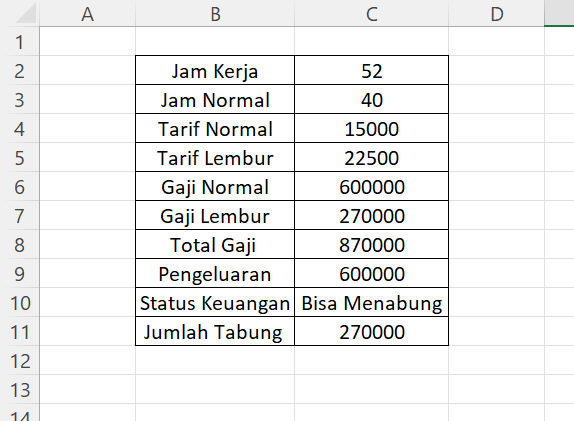 A B C D
1
2 Jam Kerja 52
3 Jam Normal 40
4 Tarif Normal 15000
5 Tarif Lembur 22500
6 Gaji Normal 600000
7 Gaji Lembur 270000
8 Total Gaji 870000
9 Pengeluaran 600000
10 Status Keuangan Bisa Menabung
11 Jumlah Tabung 270000
12
13
14